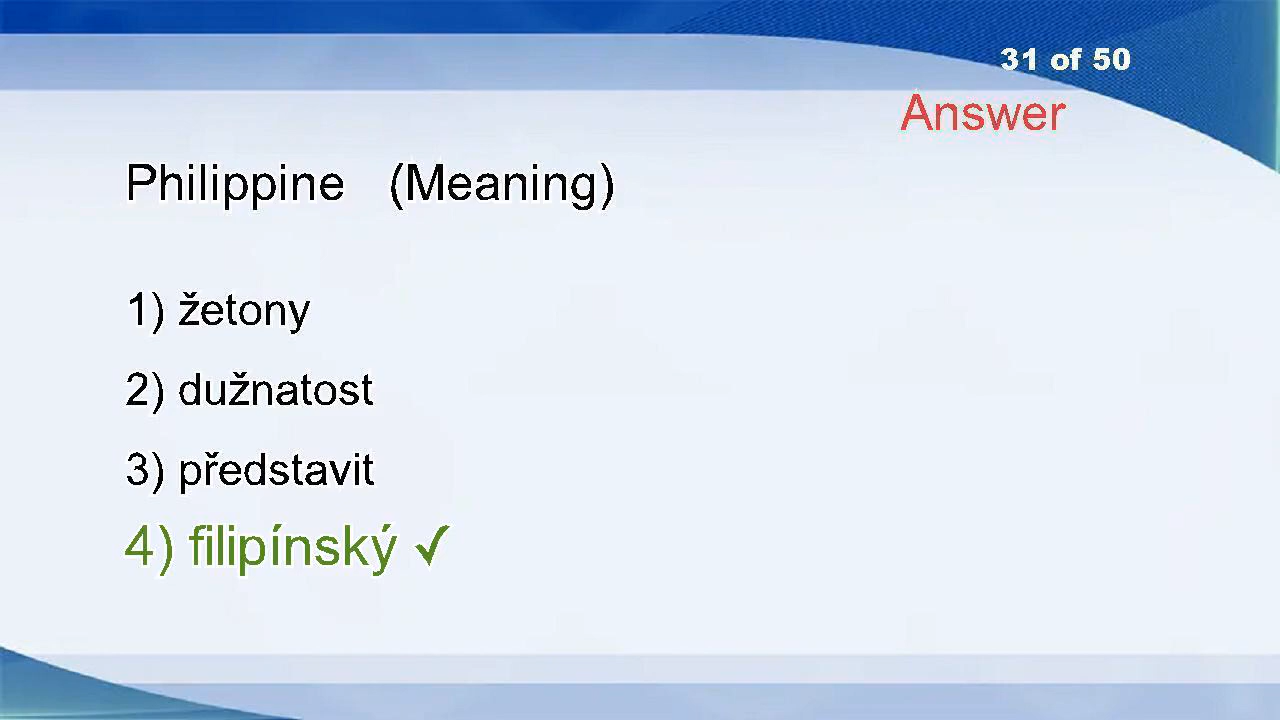 31 of 50
Answer
Philippine (Meaning)
1) žetony
2) dužnatost
3) představit
4) filipínský ✓